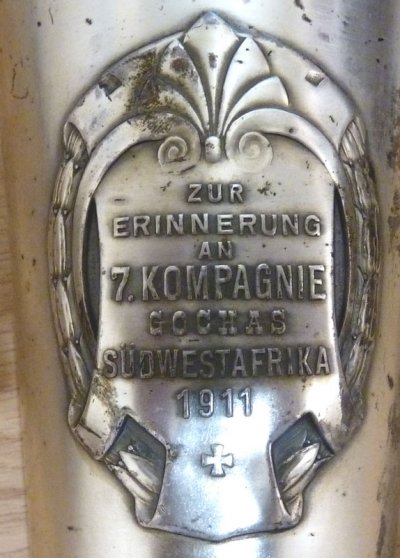 ZUR
ERINNERUNG
AN
7. KOMPAGNIE
GOCHAS
SÜDWESTAFRIKA
1911